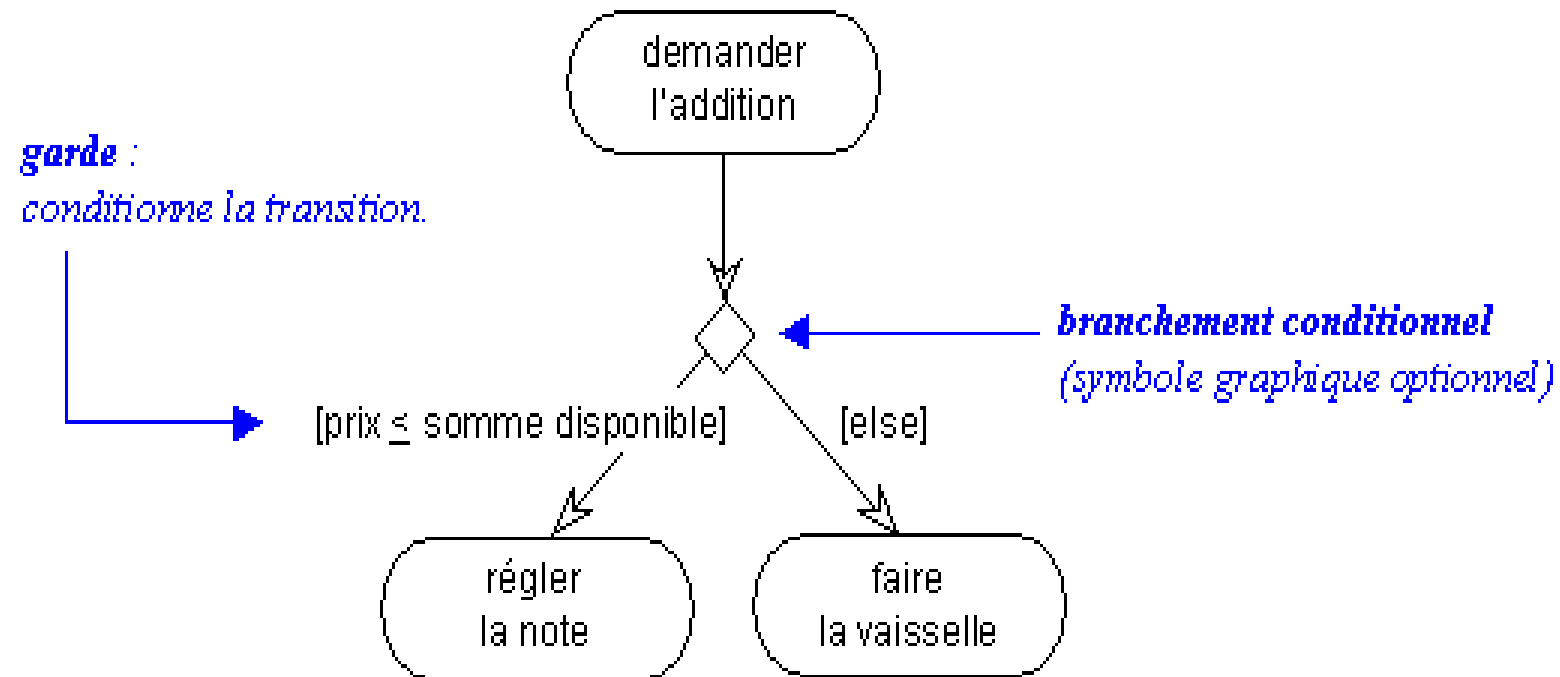 demander
l'addition
garde :
conditionne la transition.
branchement conditionnel
(symbole graphique optionnel)
[prix ≤ somme disponible]
[else]
régler
la note
faire
la vaisselle